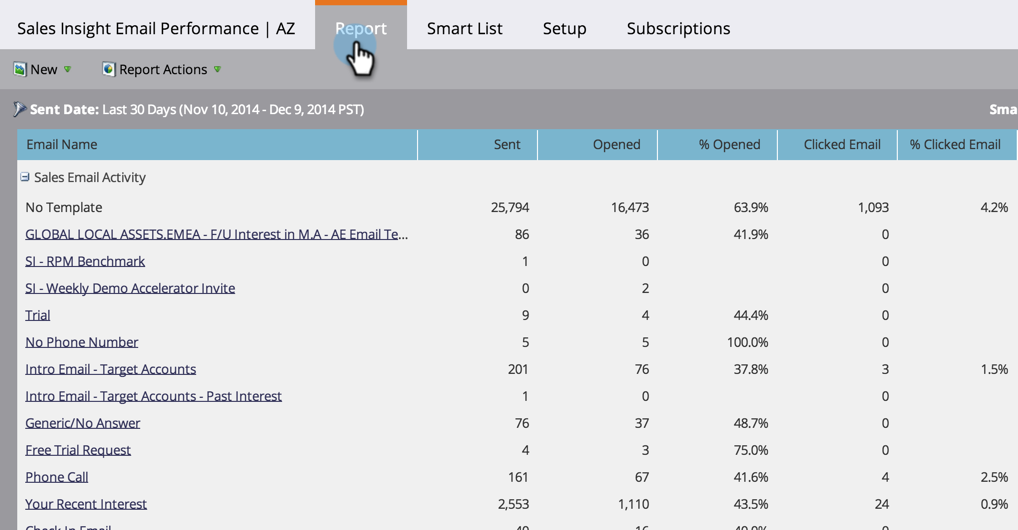 Sales Insight Email Performance | AZ Report Smart List Setup Subscriptions
New Report Actions
Sent Date: Last 30 Days (Nov 10, 2014 - Dec 9, 2014 PST) Sma
Email Name Sent Opened % Opened Clicked Email % Clicked Email
Sales Email Activity
No Template 25,794 16,473 63.9% 1,093 4.2%
GLOBAL LOCAL ASSETS.EMEA - F/U Interest in M.A - AE Email Te... 86 36 41.9% 0
SI - RPM Benchmark 1 0 0
SI - Weekly Demo Accelerator Invite 0 2 0
Trial 9 4 44.4% 0
No Phone Number 5 5 100.0% 0
Intro Email - Target Accounts 201 76 37.8% 3 1.5%
Intro Email - Target Accounts - Past Interest 1 0 0
Generic/No Answer 76 37 48.7% 0
Free Trial Request 4 3 75.0% 0
Phone Call 161 67 41.6% 4 2.5%
Your Recent Interest 2,553 1,110 43.5% 24 0.9%
Check In Email